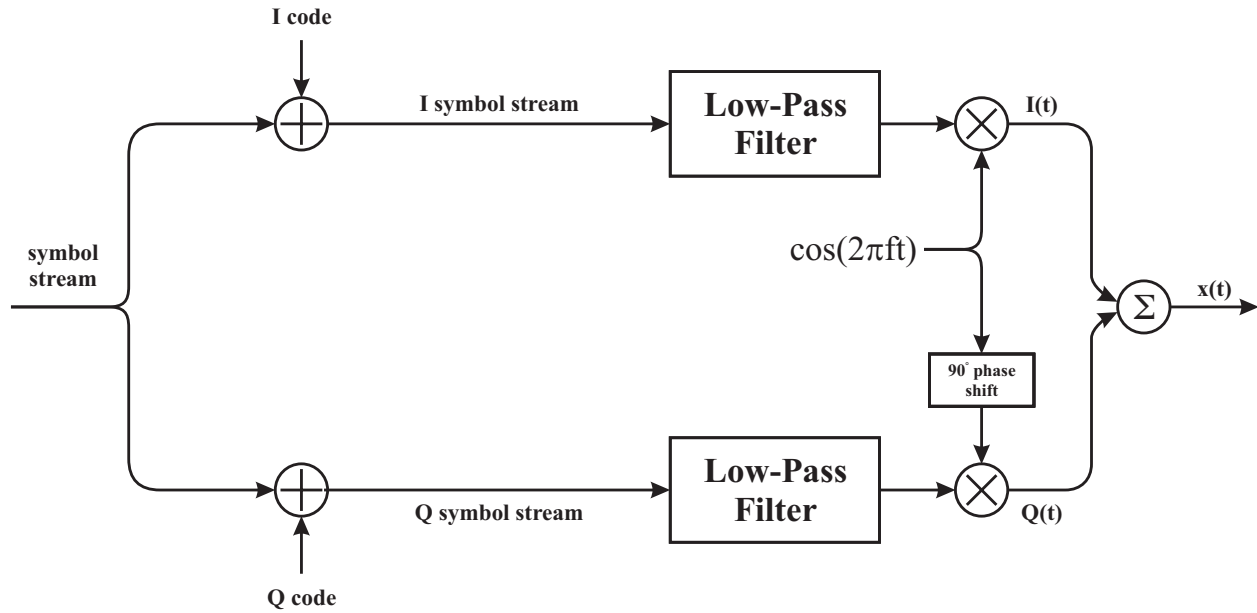 I code
I symbol stream
Low-Pass
Filter
I(t)
symbol
stream
cos(2πft)
Σ
x(t)
90° phase
shift
Q symbol stream
Low-Pass
Filter
Q(t)
Q code